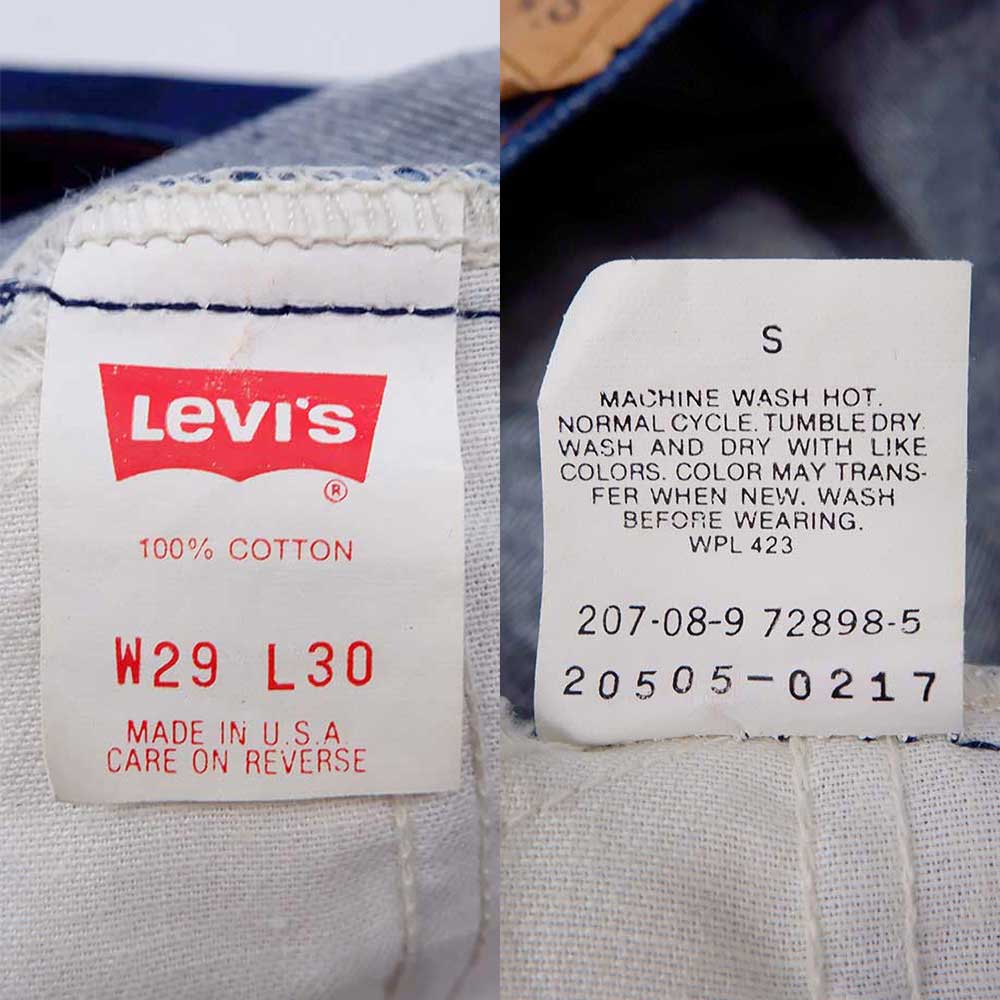 Levi's
®
100% COTTON
W29 L30
MADE IN U.S.A
CARE ON REVERSE
S
MACHINE WASH HOT.
NORMAL CYCLE. TUMBLE DRY
WASH AND DRY WITH LIKE
COLORS. COLOR MAY TRANS-
FER WHEN NEW. WASH
BEFORE WEARING.
WPL 423
207-08-9 72898-5
20505-0217